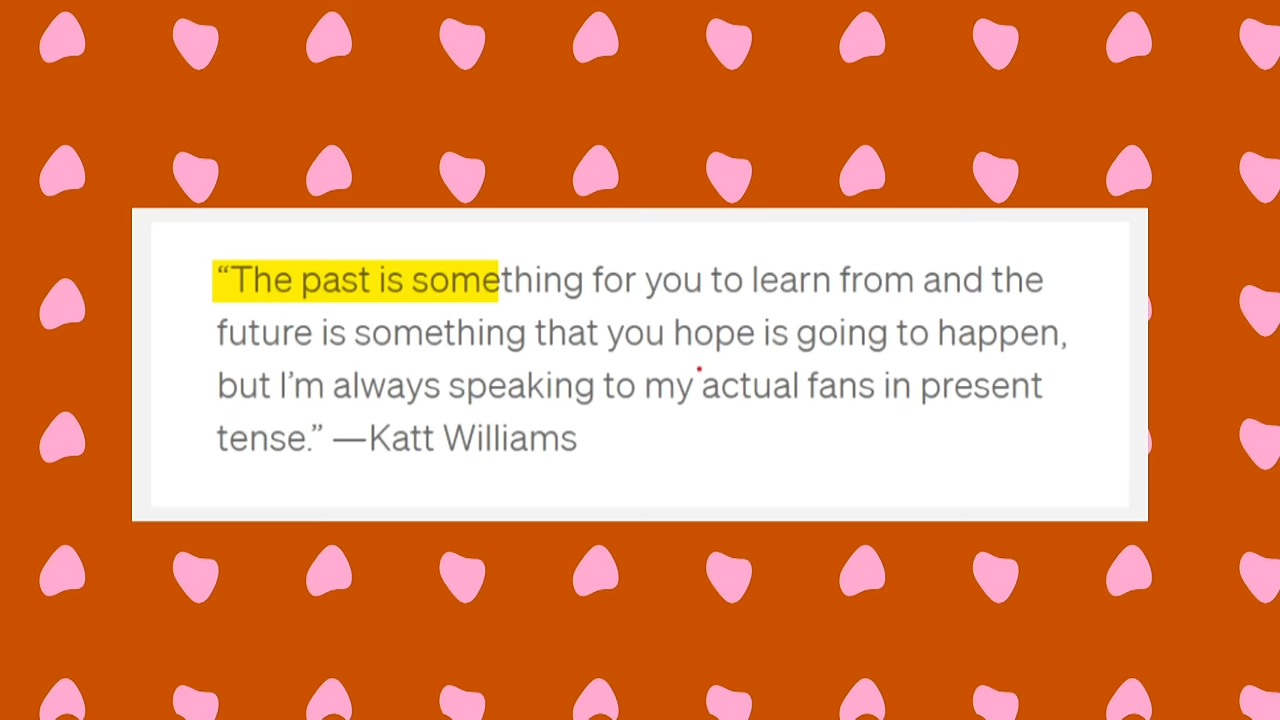 “The past is something for you to learn from and the
future is something that you hope is going to happen,
but I’m always speaking to my actual fans in present
tense.” —Katt Williams